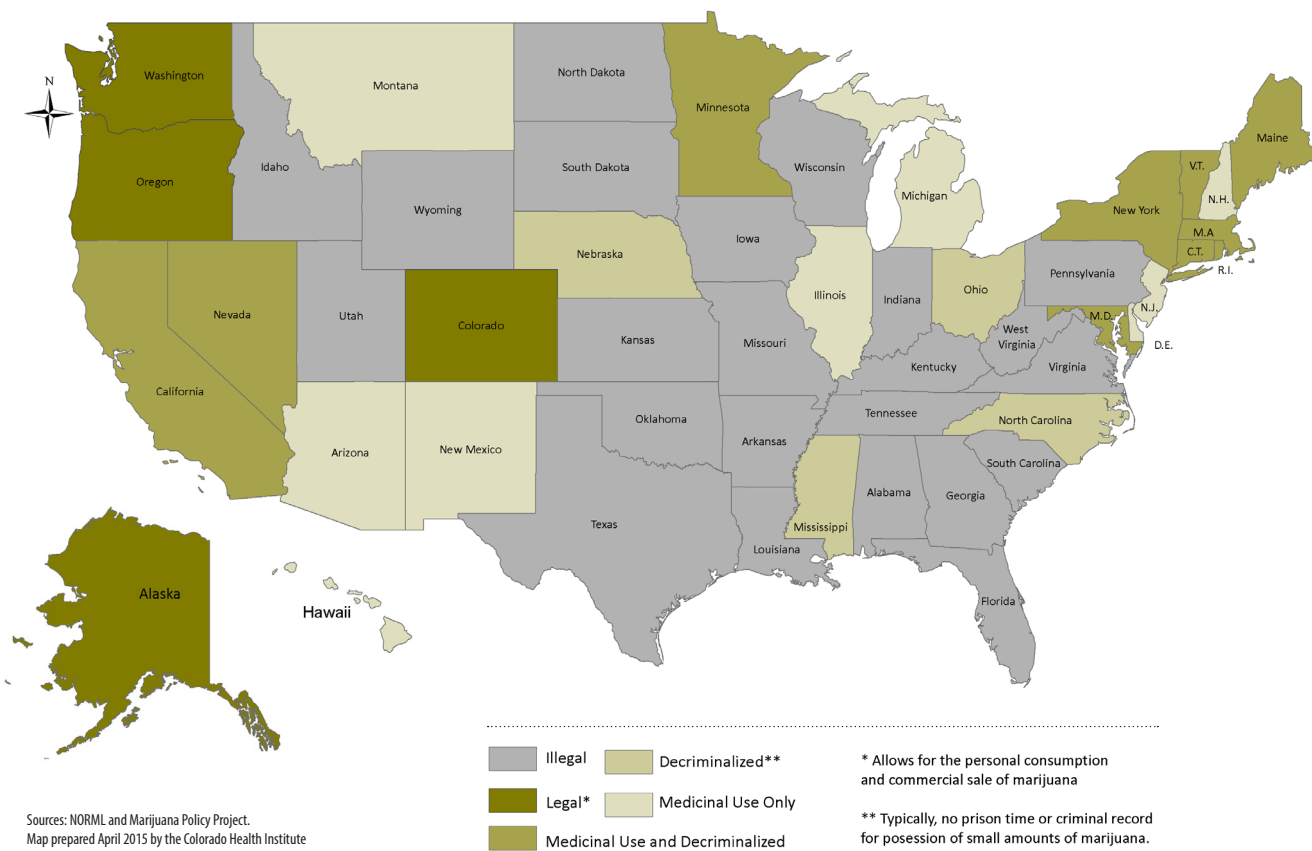 N
Washington
Montana
North Dakota
Minnesota
Maine
Oregon
Idaho
South Dakota
Wisconsin
V.T.
Wyoming
Michigan
N.H.
New York
M.A
Iowa
C.T.
Nebraska
R.I.
Pennsylvania
Nevada
Utah
Colorado
Illinois
Indiana
Ohio
N.J.
M.D.
Kansas
Missouri
West
Virginia
D.E.
Kentucky
Virginia
California
Oklahoma
Tennessee
North Carolina
Arizona
New Mexico
Arkansas
South Carolina
Alabama
Georgia
Texas
Mississippi
Louisiana
Alaska
Hawaii
Florida
Illegal
Decriminalized**
Legal*
Medicinal Use Only
Medicinal Use and Decriminalized
* Allows for the personal consumption
and commercial sale of marijuana
** Typically, no prison time or criminal record
for posession of small amounts of marijuana.
Sources: NORML and Marijuana Policy Project.
Map prepared April 2015 by the Colorado Health Institute